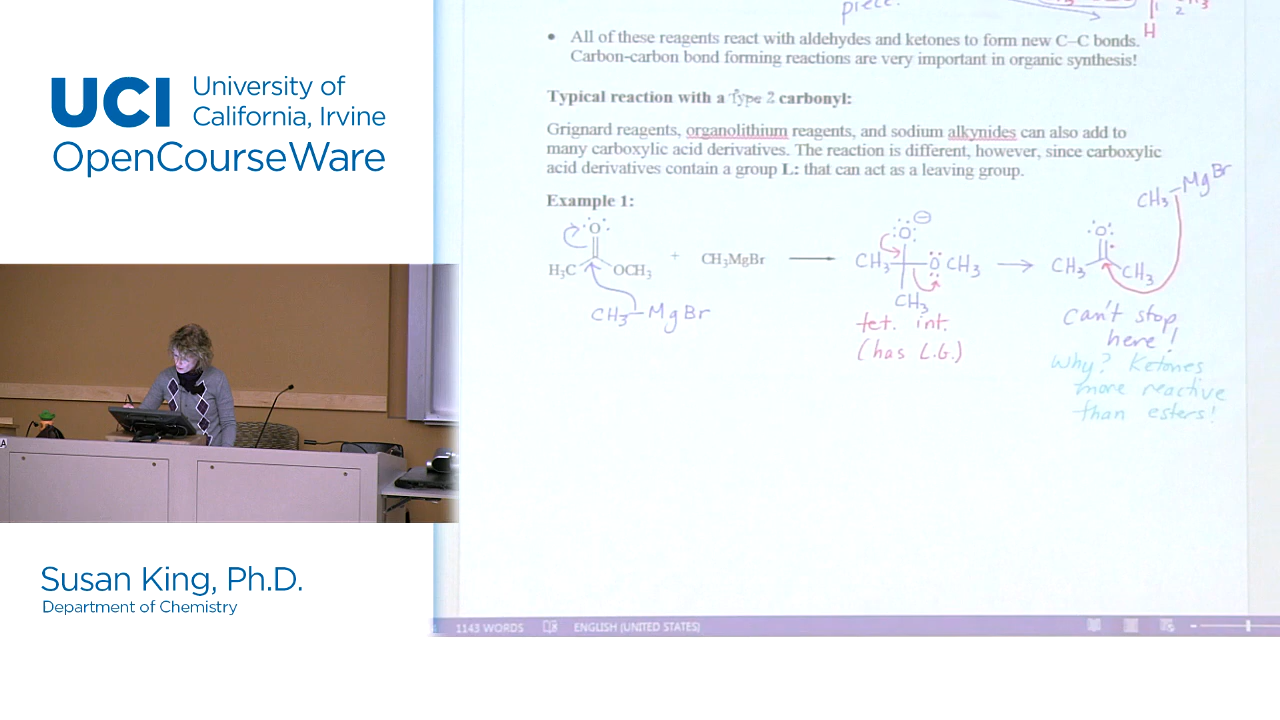 UCI University of
California, Irvine
OpenCourseWare
piece.
1 2
H
• All of these reagents react with aldehydes and ketones to form new C–C bonds.
Carbon-carbon bond forming reactions are very important in organic synthesis!
Typical reaction with a Type 2 carbonyl:
Grignard reagents, organolithium reagents, and sodium alkynides can also add to
many carboxylic acid derivatives. The reaction is different, however, since carboxylic
acid derivatives contain a group L: that can act as a leaving group.
Example 1:
CH3–MgBr
:O: :O: ⊖ :O:
H3C OCH3 + CH3MgBr CH3 O CH3 CH3 CH3
CH3–MgBr CH3
tet. int.
(has L.G.)
can't stop
here!
Why? Ketones
more reactive
than esters!
A
Susan King, Ph.D.
Department of Chemistry
1143 WORDS ENGLISH (UNITED STATES)